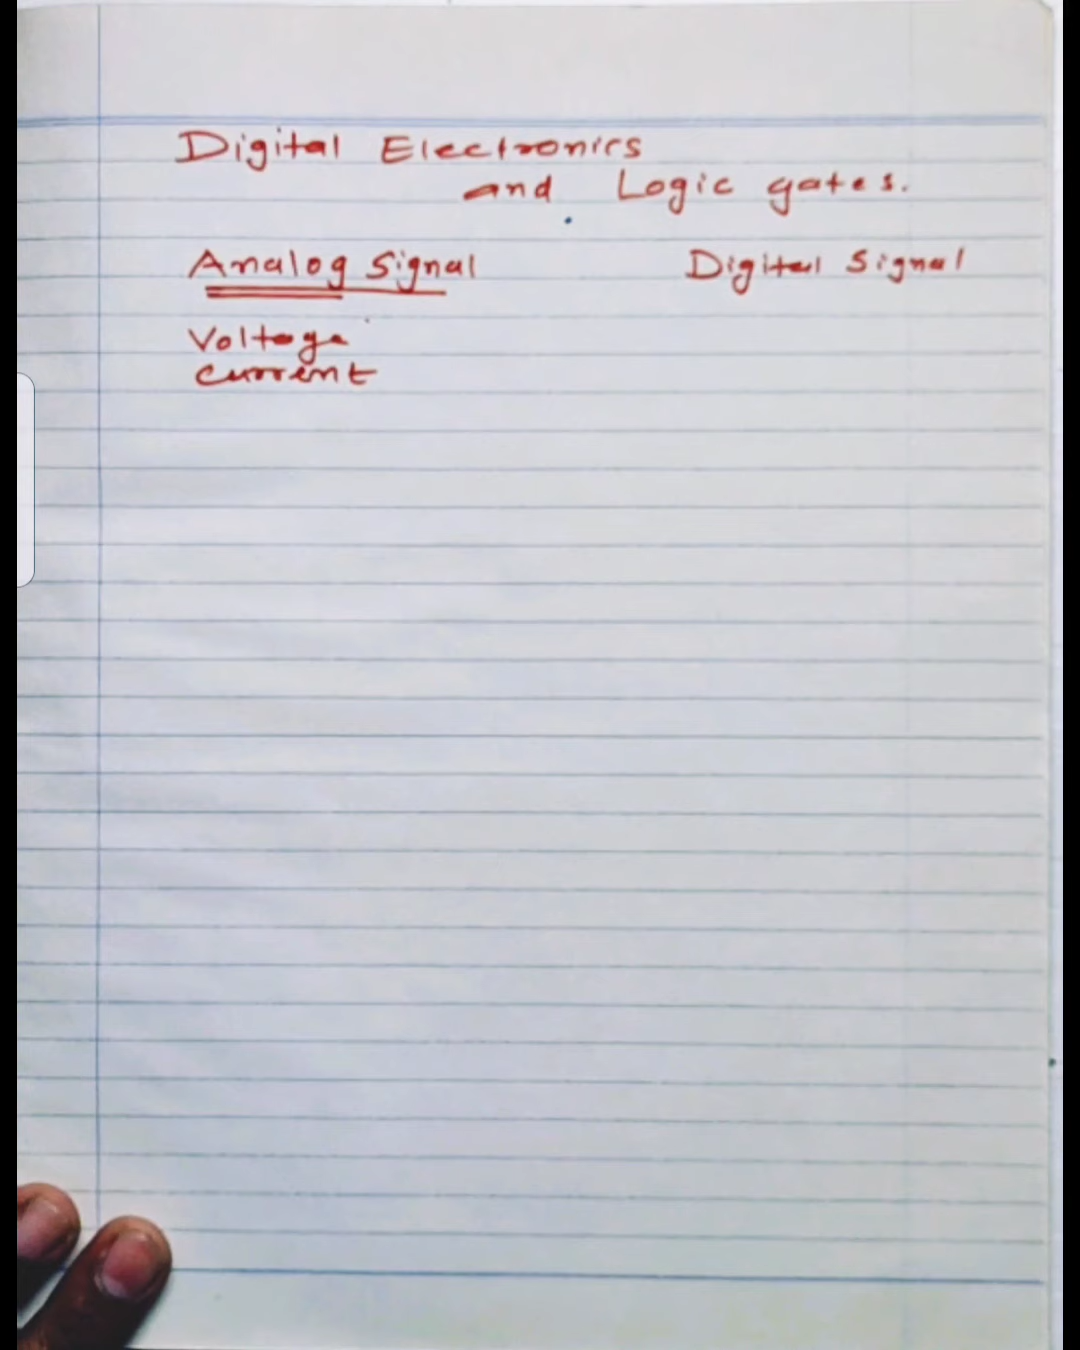 Digital Electronics
and Logic gates.
Analog Signal Digital Signal
Voltage
current